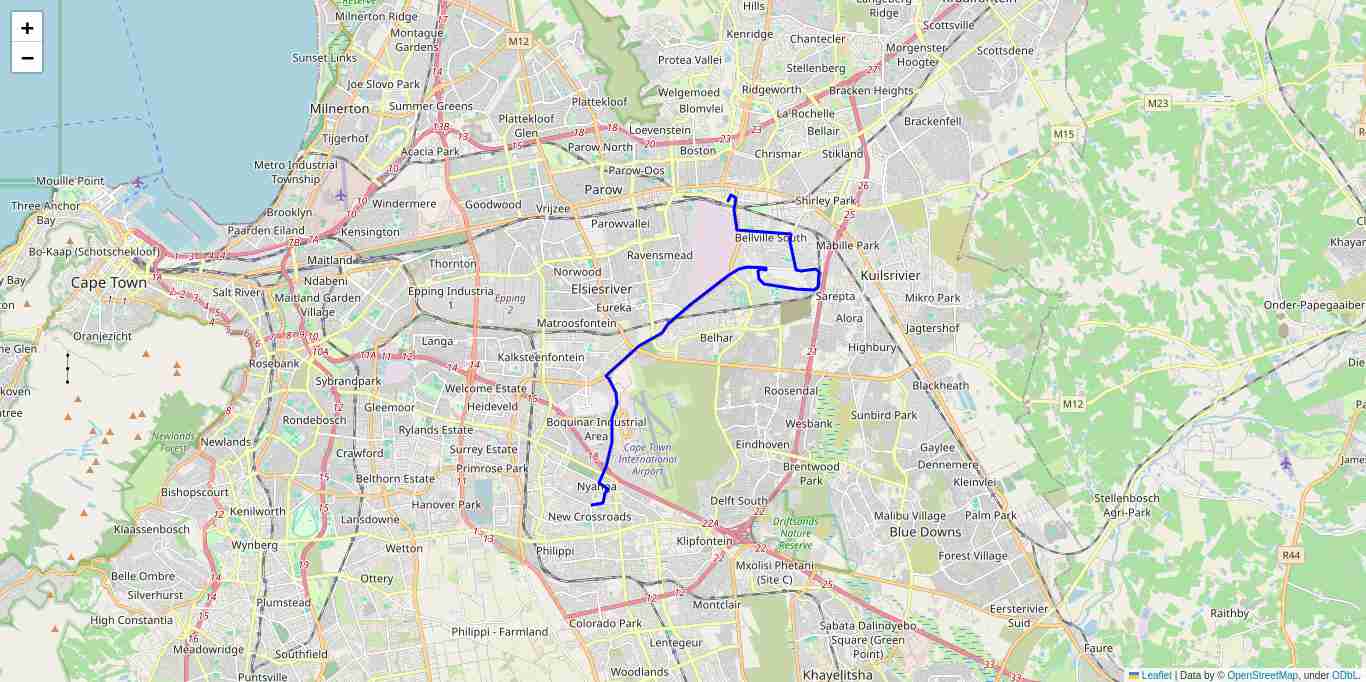 +
−
Milnerton Ridge
Montague
Gardens
Sunset Links
Joe Slovo Park
Milnerton
Summer Greens
Tijgerhof
Acacia Park
Metro Industrial
Township
M12
Plattekloof
Plattekloof
Glen
Hills
Kenridge
Protea Vallei
Welgemoed
Blomvlei
Loevenstein
Parow North
Boston
Chantecler
Stellenberg
Ridgeworth
La Rochelle
Bellair
Chrismar
Stikland
Ridge
Scottsville
Morgenster
Hoogte
Scottsdene
Bracken Heights
Brackenfell
M23
M15
Moullle Point
Three Anchor
Bay
Bo-Kaap (Schotschekloof)
Cape Town
Oranjezicht
Brooklyn
Paarden Eiland
Windermere
Kensington
Goodwood
Vrijzee
Parow
Parow-Oos
Parowvallei
Ravensmead
Shirley Park
Bellville South
Mabille Park
Kuilsrivier
Maitland
Ndabeni
Salt River
Maitland Garden
Village
Thornton
Epping Industria
1
Epping
2
Norwood
Elsiesriver
Eureka
Matroosfontein
Sarepta
Mikro Park
Alora
Jagtershof
Highbury
Onder-Papegaaiber
Rosebank
Langa
Kalksteenfontein
Belhar
Sybrandpark
Welcome Estate
Heideveld
Roosendal
Blackheath
M12
Gleemoor
Rondebosch
Rylands Estate
Boquinar Industrial
Area
Wesbank
Sunbird Park
Newlands
Forest
Newlands
Crawford
Surrey Estate
Cape Town
International
Airport
Eindhoven
Gaylee
Dennemere
Primrose Park
Belthorn Estate
Brentwood
Park
Kleinvlei
Bishopscourt
Kenilworth
Hanover Park
Nyanga
Delft South
Stellenbosch
Agri-Park
Klaassenbosch
Lansdowne
New Crossroads
Driftsands
Nature
Reserve
Malibu Village
Palm Park
Blue Downs
Wynberg
Wetton
Philippi
Klipfontein
Forest Village
R44
Belle Ombre
Silverhurst
Ottery
Mxolisi Phetani
(Site C)
High Constantia
Plumstead
Montclair
Eersterivier
Suid
Raithby
Meadowridge
Southfield
Philippi - Farmland
Colorado Park
Lentegeur
Sabata Dalindyebo
Square (Green
Point)
Faure
Puntsville
Woodlands
Khayelitsha
Leaflet | Data by © OpenStreetMap, under ODbL.